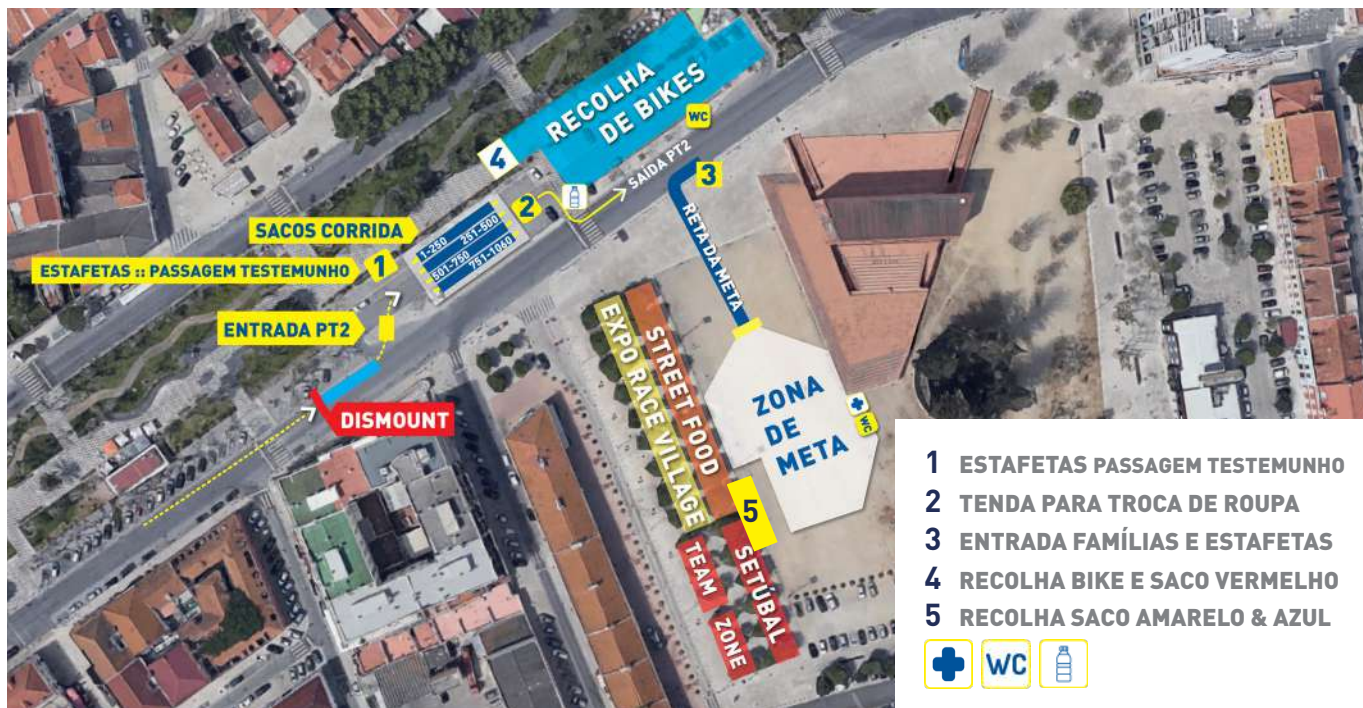 RECOLHA
DE BIKES
WC
4
SAÍDA PT2
3
2
SACOS CORRIDA
1-250 251-500
501-750 751-1060
ESTAFETAS :: PASSAGEM TESTEMUNHO
1
RETA DA META
ENTRADA PT2
DISMOUNT
EXPO RACE VILLAGE
STREET FOOD
ZONA
DE
META
WC
5
TEAM
ZONE
SETÚBAL
1 ESTAFETAS PASSAGEM TESTEMUNHO
2 TENDA PARA TROCA DE ROUPA
3 ENTRADA FAMÍLIAS E ESTAFETAS
4 RECOLHA BIKE E SACO VERMELHO
5 RECOLHA SACO AMARELO & AZUL
WC